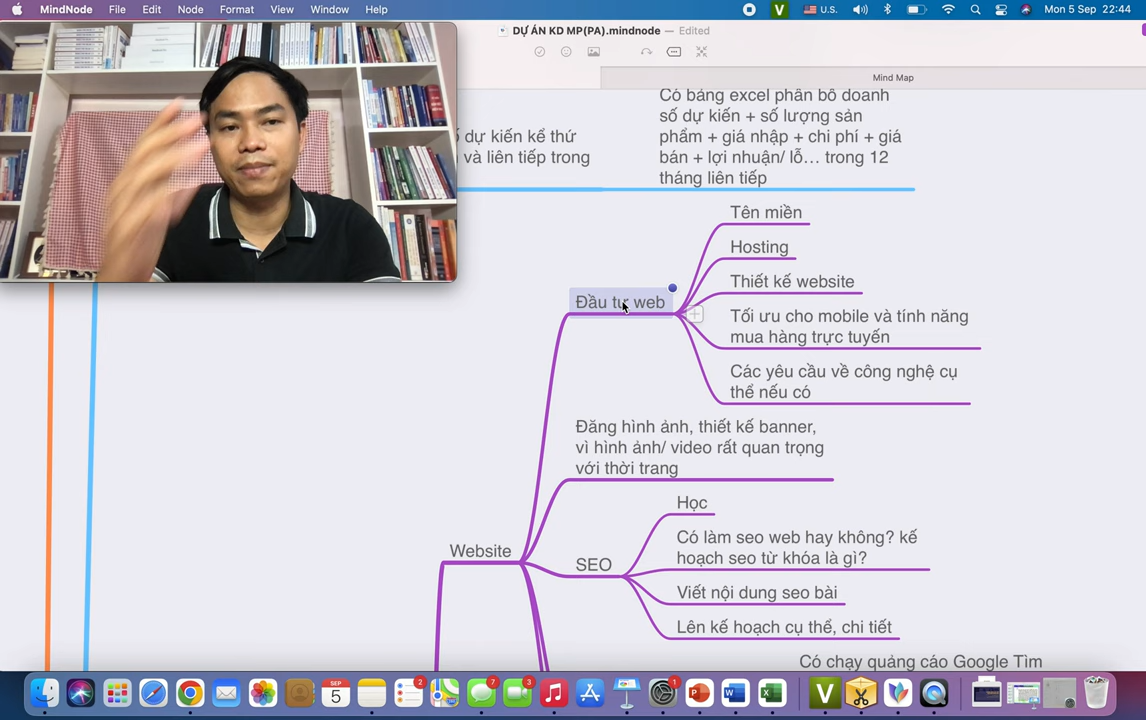 MindNode File Edit Node Format View Window Help
V U.S. Mon 5 Sep 22:44
DỰ ÁN KD MP(PA).mindnode — Edited
Mind Map
Có bảng excel phân bổ doanh
số dự kiến + số lượng sản
phẩm + giá nhập + chi phí + giá
bán + lợi nhuận/ lỗ... trong 12
tháng liên tiếp
dự kiến kể thứ
và liên tiếp trong
Tên miền
Hosting
Thiết kế website
Đầu tư web
Tối ưu cho mobile và tính năng
mua hàng trực tuyến
Các yêu cầu về công nghệ cụ
thể nếu có
Đăng hình ảnh, thiết kế banner,
vì hình ảnh/ video rất quan trọng
với thời trang
Học
Có làm seo web hay không? kế
hoạch seo từ khóa là gì?
Website
SEO
Viết nội dung seo bài
Lên kế hoạch cụ thể, chi tiết
Có chạy quảng cáo Google Tìm
SEP
5
2
7
3
1